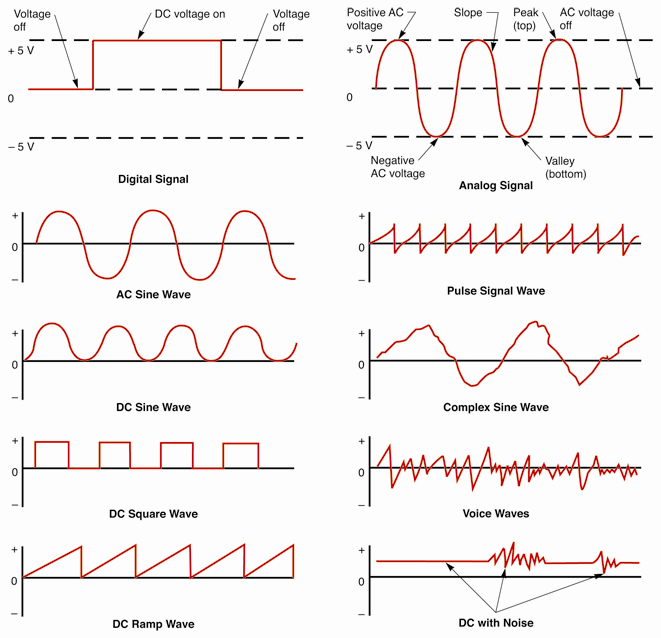 Voltage
off
DC voltage on
Voltage
off
+ 5 V
0
– 5 V
Digital Signal
Positive AC
voltage
Slope
Peak
(top)
AC voltage
off
+ 5 V
0
– 5 V
Negative
AC voltage
Valley
(bottom)
Analog Signal
+
0
–
AC Sine Wave
+
0
–
Pulse Signal Wave
+
0
–
DC Sine Wave
+
0
–
Complex Sine Wave
+
0
–
DC Square Wave
+
0
–
Voice Waves
+
0
–
DC Ramp Wave
+
0
–
DC with Noise